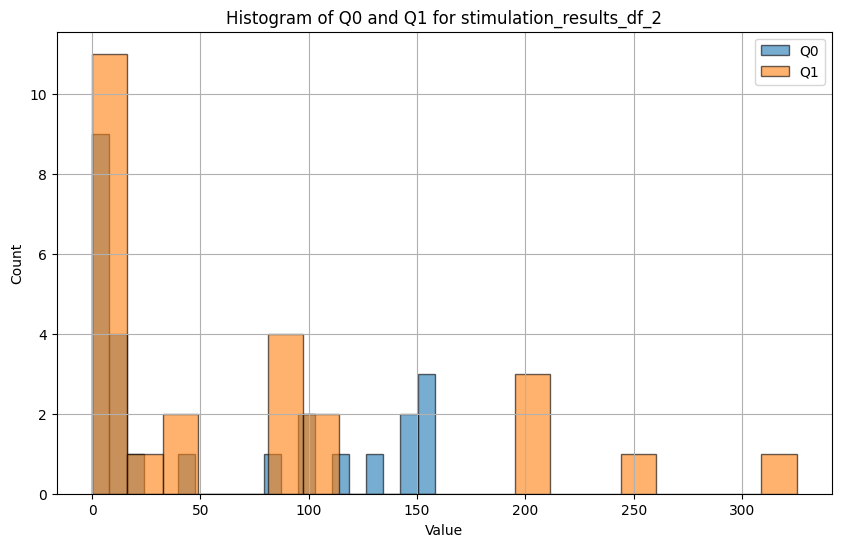 Histogram of Q0 and Q1 for stimulation_results_df_2
Q0
Q1
10
8
6
4
2
0
Count
0 50 100 150 200 250 300
Value